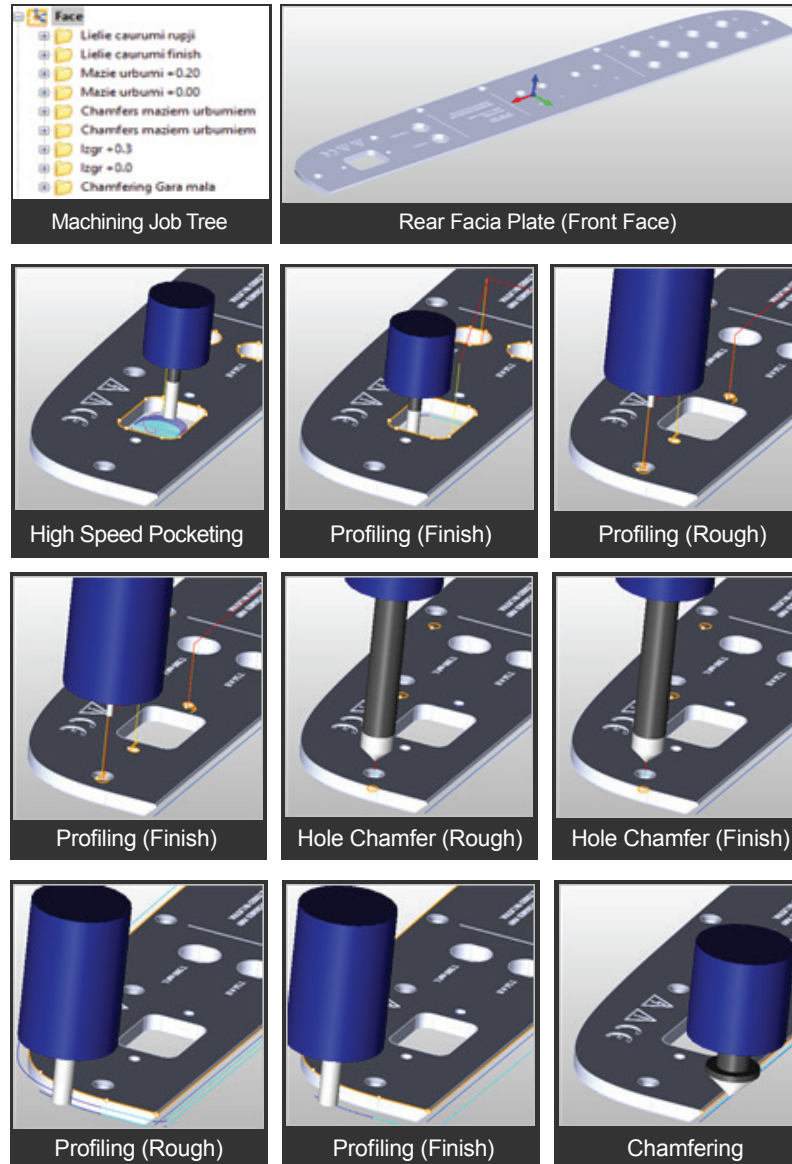 Face
Lielie caurumi rupji
Lielie caurumi finish
Mazie urbumi +0.20
Mazie urbumi +0.00
Chamfers maziem urbumiem
Chamfers maziem urbumiem
Izgr +0.3
Izgr +0.0
Chamfering Gara mala
Machining Job Tree
Rear Facia Plate (Front Face)
High Speed Pocketing
Profiling (Finish)
Profiling (Rough)
Profiling (Finish)
Hole Chamfer (Rough)
Hole Chamfer (Finish)
Profiling (Rough)
Profiling (Finish)
Chamfering